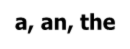 a, an, the